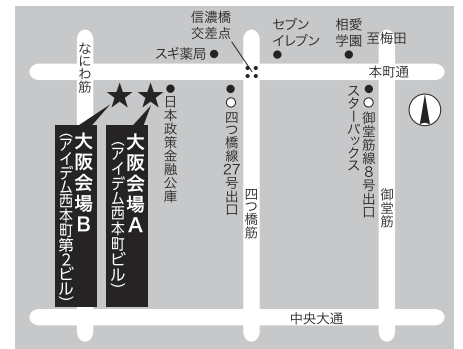 信濃橋
交差点
セブン
イレブン
相愛
学園
至梅田
スギ薬局
本町通
なにわ筋
日本政策金融公庫
四つ橋線27号出口
四つ橋筋
スターバックス
御堂筋線8号出口
御堂筋
大阪会場A
(アイデム西本町ビル)
大阪会場B
(アイデム西本町第2ビル)
中央大通